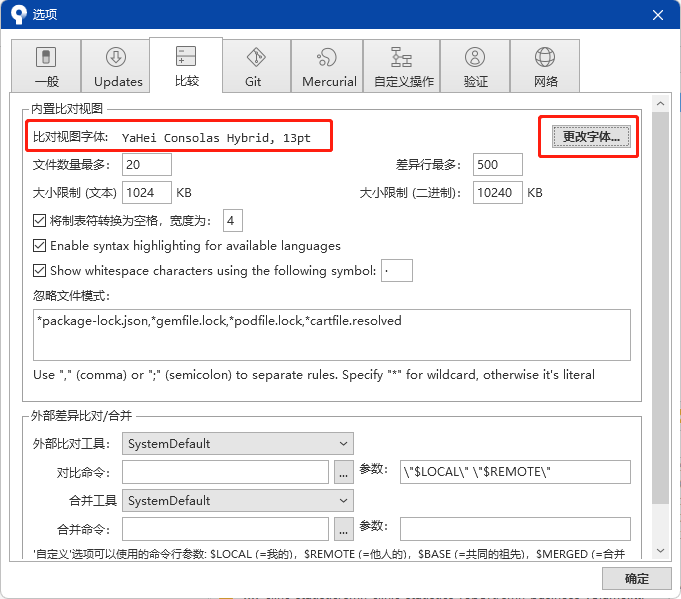 选项
一般
Updates
比较
Git
Mercurial
自定义操作
验证
网络
内置比对视图
比对视图字体: YaHei Consolas Hybrid, 13pt
更改字体...
文件数量最多: 20
差异行最多: 500
大小限制 (文本) 1024 KB
大小限制 (二进制): 10240 KB
将制表符转换为空格，宽度为: 4
Enable syntax highlighting for available languages
Show whitespace characters using the following symbol: ·
忽略文件模式:
*package-lock.json,*gemfile.lock,*podfile.lock,*cartfile.resolved
Use "," (comma) or ";" (semicolon) to separate rules. Specify "*" for wildcard, otherwise it's literal
外部差异比对/合并
外部比对工具: SystemDefault
对比命令: ... 参数: \"$LOCAL\" \"$REMOTE\"
合并工具 SystemDefault
合并命令: ... 参数:
'自定义'选项可以使用的命令行参数: $LOCAL (=我的)，$REMOTE (=他人的)，$BASE (=共同的祖先)，$MERGED (=合并
确定